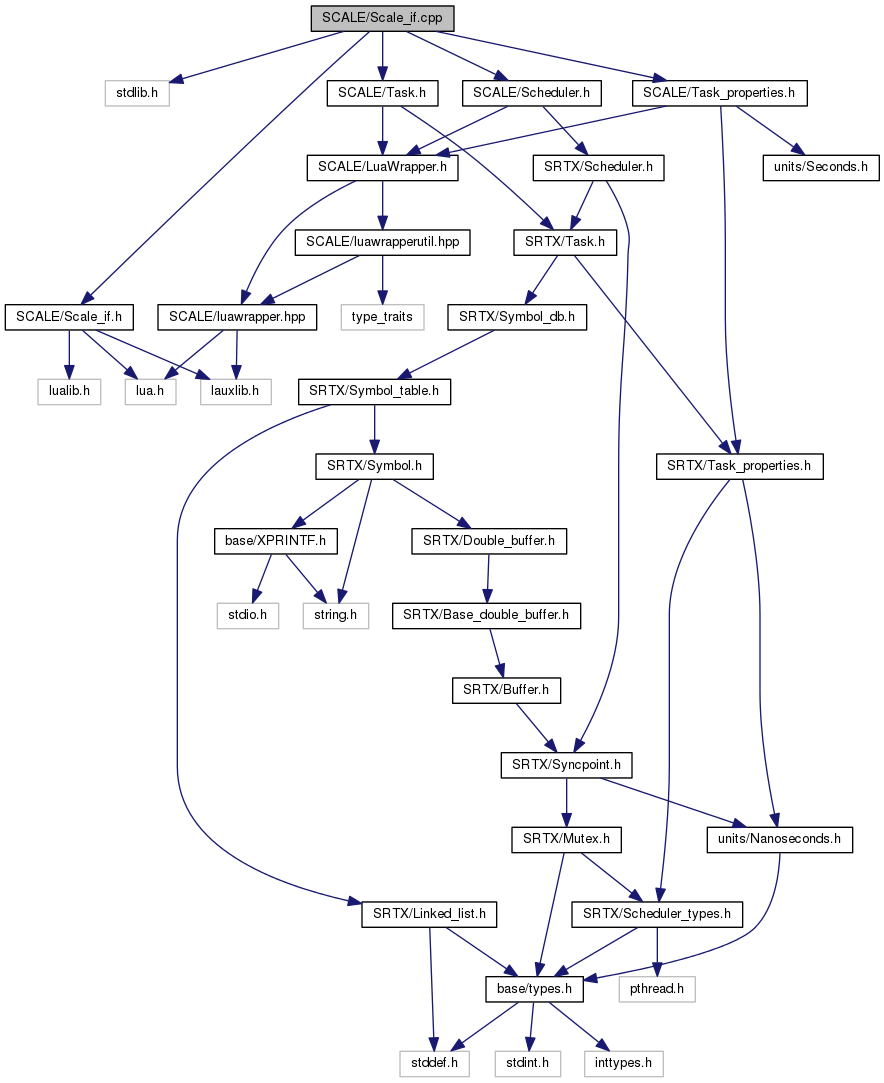 SCALE/Scale_if.cpp
stdlib.h
SCALE/Task.h
SCALE/Scheduler.h
SCALE/Task_properties.h
SCALE/LuaWrapper.h
SRTX/Scheduler.h
units/Seconds.h
SCALE/luawrapperutil.hpp
SRTX/Task.h
SCALE/Scale_if.h
SCALE/luawrapper.hpp
type_traits
SRTX/Symbol_db.h
lualib.h
lua.h
lauxlib.h
SRTX/Symbol_table.h
SRTX/Symbol.h
SRTX/Task_properties.h
base/XPRINTF.h
SRTX/Double_buffer.h
stdio.h
string.h
SRTX/Base_double_buffer.h
SRTX/Buffer.h
SRTX/Syncpoint.h
SRTX/Mutex.h
units/Nanoseconds.h
SRTX/Linked_list.h
SRTX/Scheduler_types.h
base/types.h
pthread.h
stddef.h
stdint.h
inttypes.h